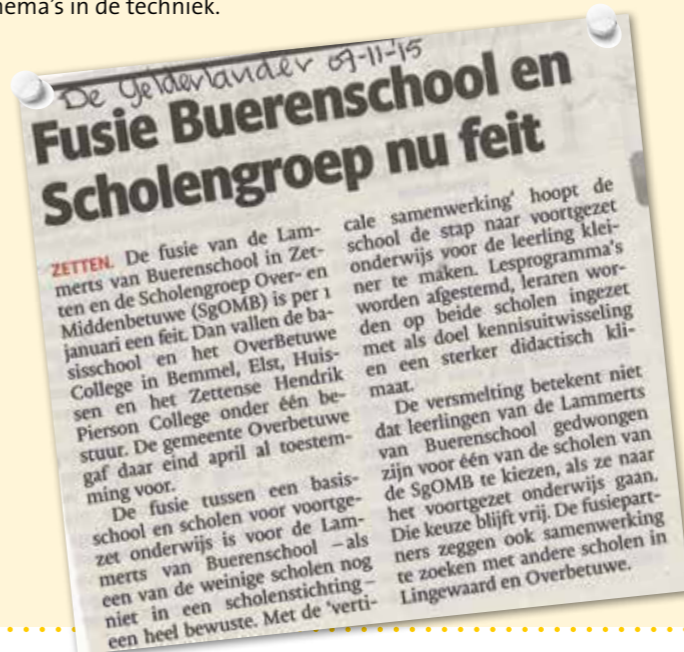 nema's in de techniek.
De Gelderlander 07-11-'15
Fusie Buerenschool en
Scholengroep nu feit
ZETTEN. De fusie van de Lam-
merts van Buerenschool in Zet-
ten en de Scholengroep Over- en
Middenbetuwe (SgOMB) is per 1
januari een feit. Dan vallen de ba-
sisschool en het OverBetuwe
College in Bemmel, Elst, Huis-
sen en het Zettense Hendrik
Pierson College onder één be-
stuur. De gemeente Overbetuwe
gaf daar eind april al toestem-
ming voor.
De fusie tussen een basis-
school en scholen voor voortge-
zet onderwijs is voor de Lam-
merts van Buerenschool –als
een van de weinige scholen nog
niet in een scholenstichting–
een heel bewuste. Met de 'verti-
cale samenwerking' hoopt de
school de stap naar voortgezet
onderwijs voor de leerling klei-
ner te maken. Lesprogramma's
worden afgestemd, leraren wor-
den op beide scholen ingezet
met als doel kennisuitwisseling
en een sterker didactisch kli-
maat.
De versmelting betekent niet
dat leerlingen van de Lammerts
van Buerenschool gedwongen
zijn voor één van de scholen van
de SgOMB te kiezen, als ze naar
het voortgezet onderwijs gaan.
Die keuze blijft vrij. De fusiepart-
ners zeggen ook samenwerking
te zoeken met andere scholen in
Lingewaard en Overbetuwe.